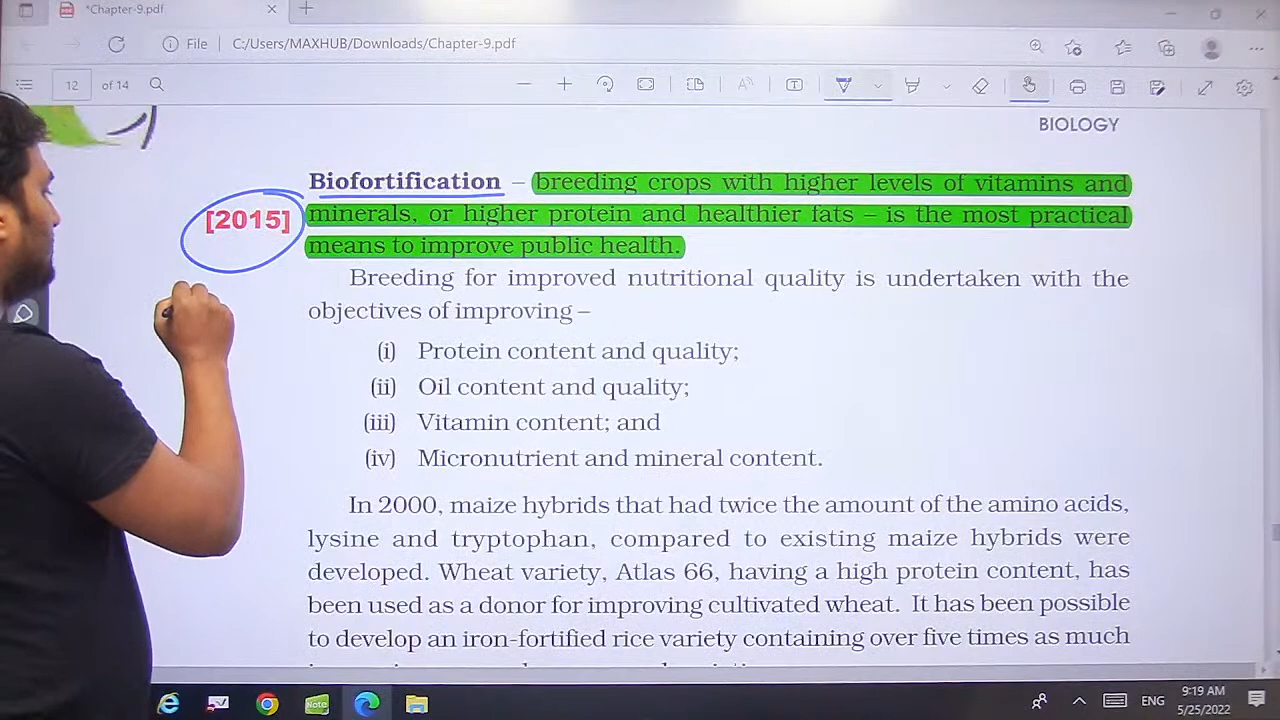 *Chapter-9.pdf
File C:/Users/MAXHUB/Downloads/Chapter-9.pdf
12 of 14
BIOLOGY
Biofortification – breeding crops with higher levels of vitamins and
[2015] minerals, or higher protein and healthier fats – is the most practical
means to improve public health.
Breeding for improved nutritional quality is undertaken with the
objectives of improving –
(i) Protein content and quality;
(ii) Oil content and quality;
(iii) Vitamin content; and
(iv) Micronutrient and mineral content.
In 2000, maize hybrids that had twice the amount of the amino acids,
lysine and tryptophan, compared to existing maize hybrids were
developed. Wheat variety, Atlas 66, having a high protein content, has
been used as a donor for improving cultivated wheat. It has been possible
to develop an iron-fortified rice variety containing over five times as much
Note
ENG
9:19 AM
5/25/2022